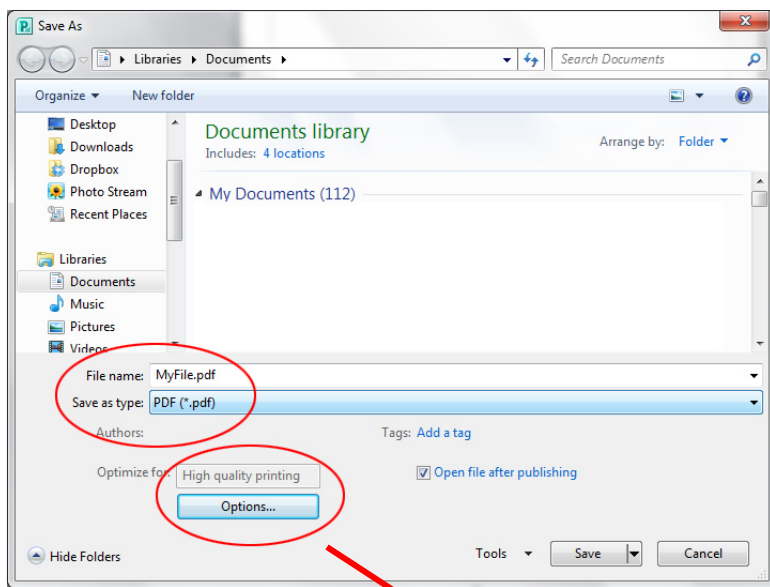 Save As
Libraries Documents
Search Documents
Organize New folder
Desktop
Downloads
Dropbox
Photo Stream
Recent Places
Libraries
Documents
Music
Pictures
Videos
Documents library
Includes: 4 locations
Arrange by: Folder
My Documents (112)
File name: MyFile.pdf
Save as type: PDF (*.pdf)
Authors: Tags: Add a tag
Optimize for: High quality printing
Open file after publishing
Options...
Hide Folders Tools Save Cancel